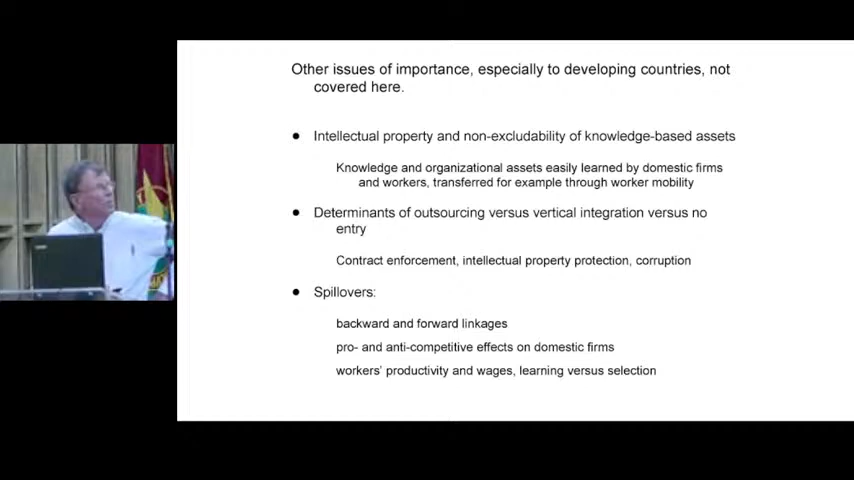 Other issues of importance, especially to developing countries, not
covered here.
● Intellectual property and non-excludability of knowledge-based assets
Knowledge and organizational assets easily learned by domestic firms
and workers, transferred for example through worker mobility
● Determinants of outsourcing versus vertical integration versus no
entry
Contract enforcement, intellectual property protection, corruption
● Spillovers:
backward and forward linkages
pro- and anti-competitive effects on domestic firms
workers' productivity and wages, learning versus selection